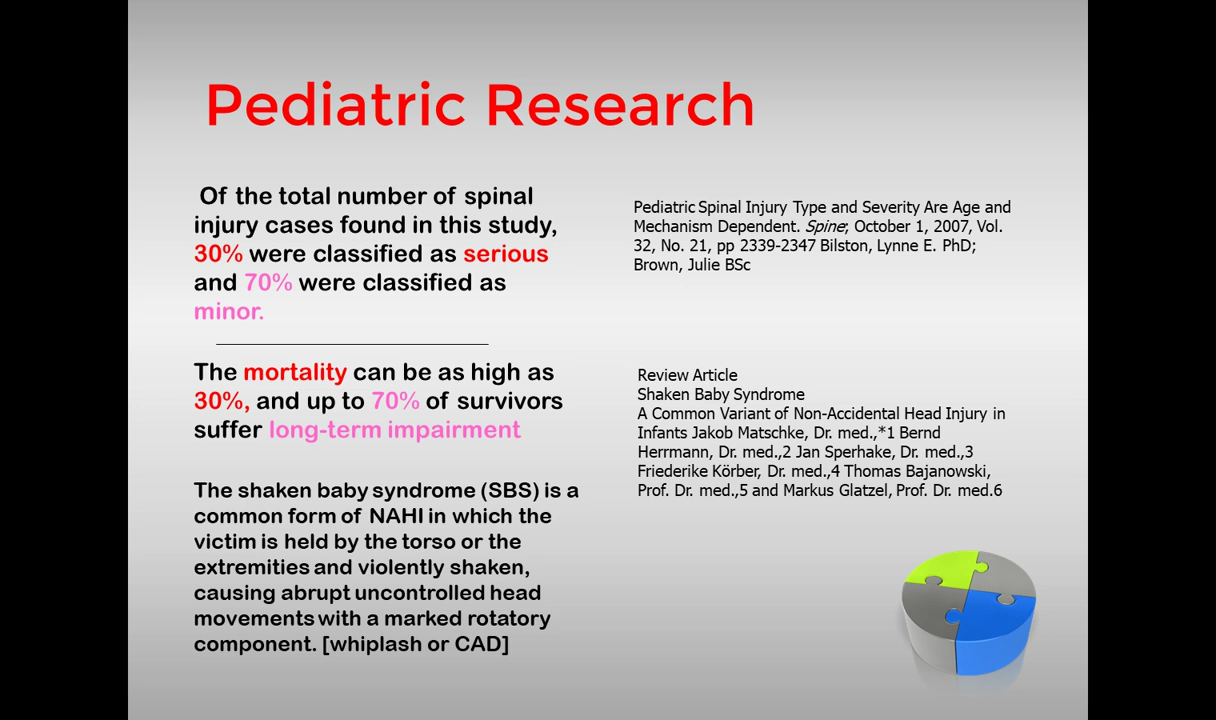 Pediatric Research
Of the total number of spinal
injury cases found in this study,
30% were classified as serious
and 70% were classified as
minor.
Pediatric Spinal Injury Type and Severity Are Age and
Mechanism Dependent. Spine; October 1, 2007, Vol.
32, No. 21, pp 2339-2347 Bilston, Lynne E. PhD;
Brown, Julie BSc
The mortality can be as high as
30%, and up to 70% of survivors
suffer long-term impairment
The shaken baby syndrome (SBS) is a
common form of NAHI in which the
victim is held by the torso or the
extremities and violently shaken,
causing abrupt uncontrolled head
movements with a marked rotatory
component. [whiplash or CAD]
Review Article
Shaken Baby Syndrome
A Common Variant of Non-Accidental Head Injury in
Infants Jakob Matschke, Dr. med.,*1 Bernd
Herrmann, Dr. med.,2 Jan Sperhake, Dr. med.,3
Friederike Körber, Dr. med.,4 Thomas Bajanowski,
Prof. Dr. med.,5 and Markus Glatzel, Prof. Dr. med.6